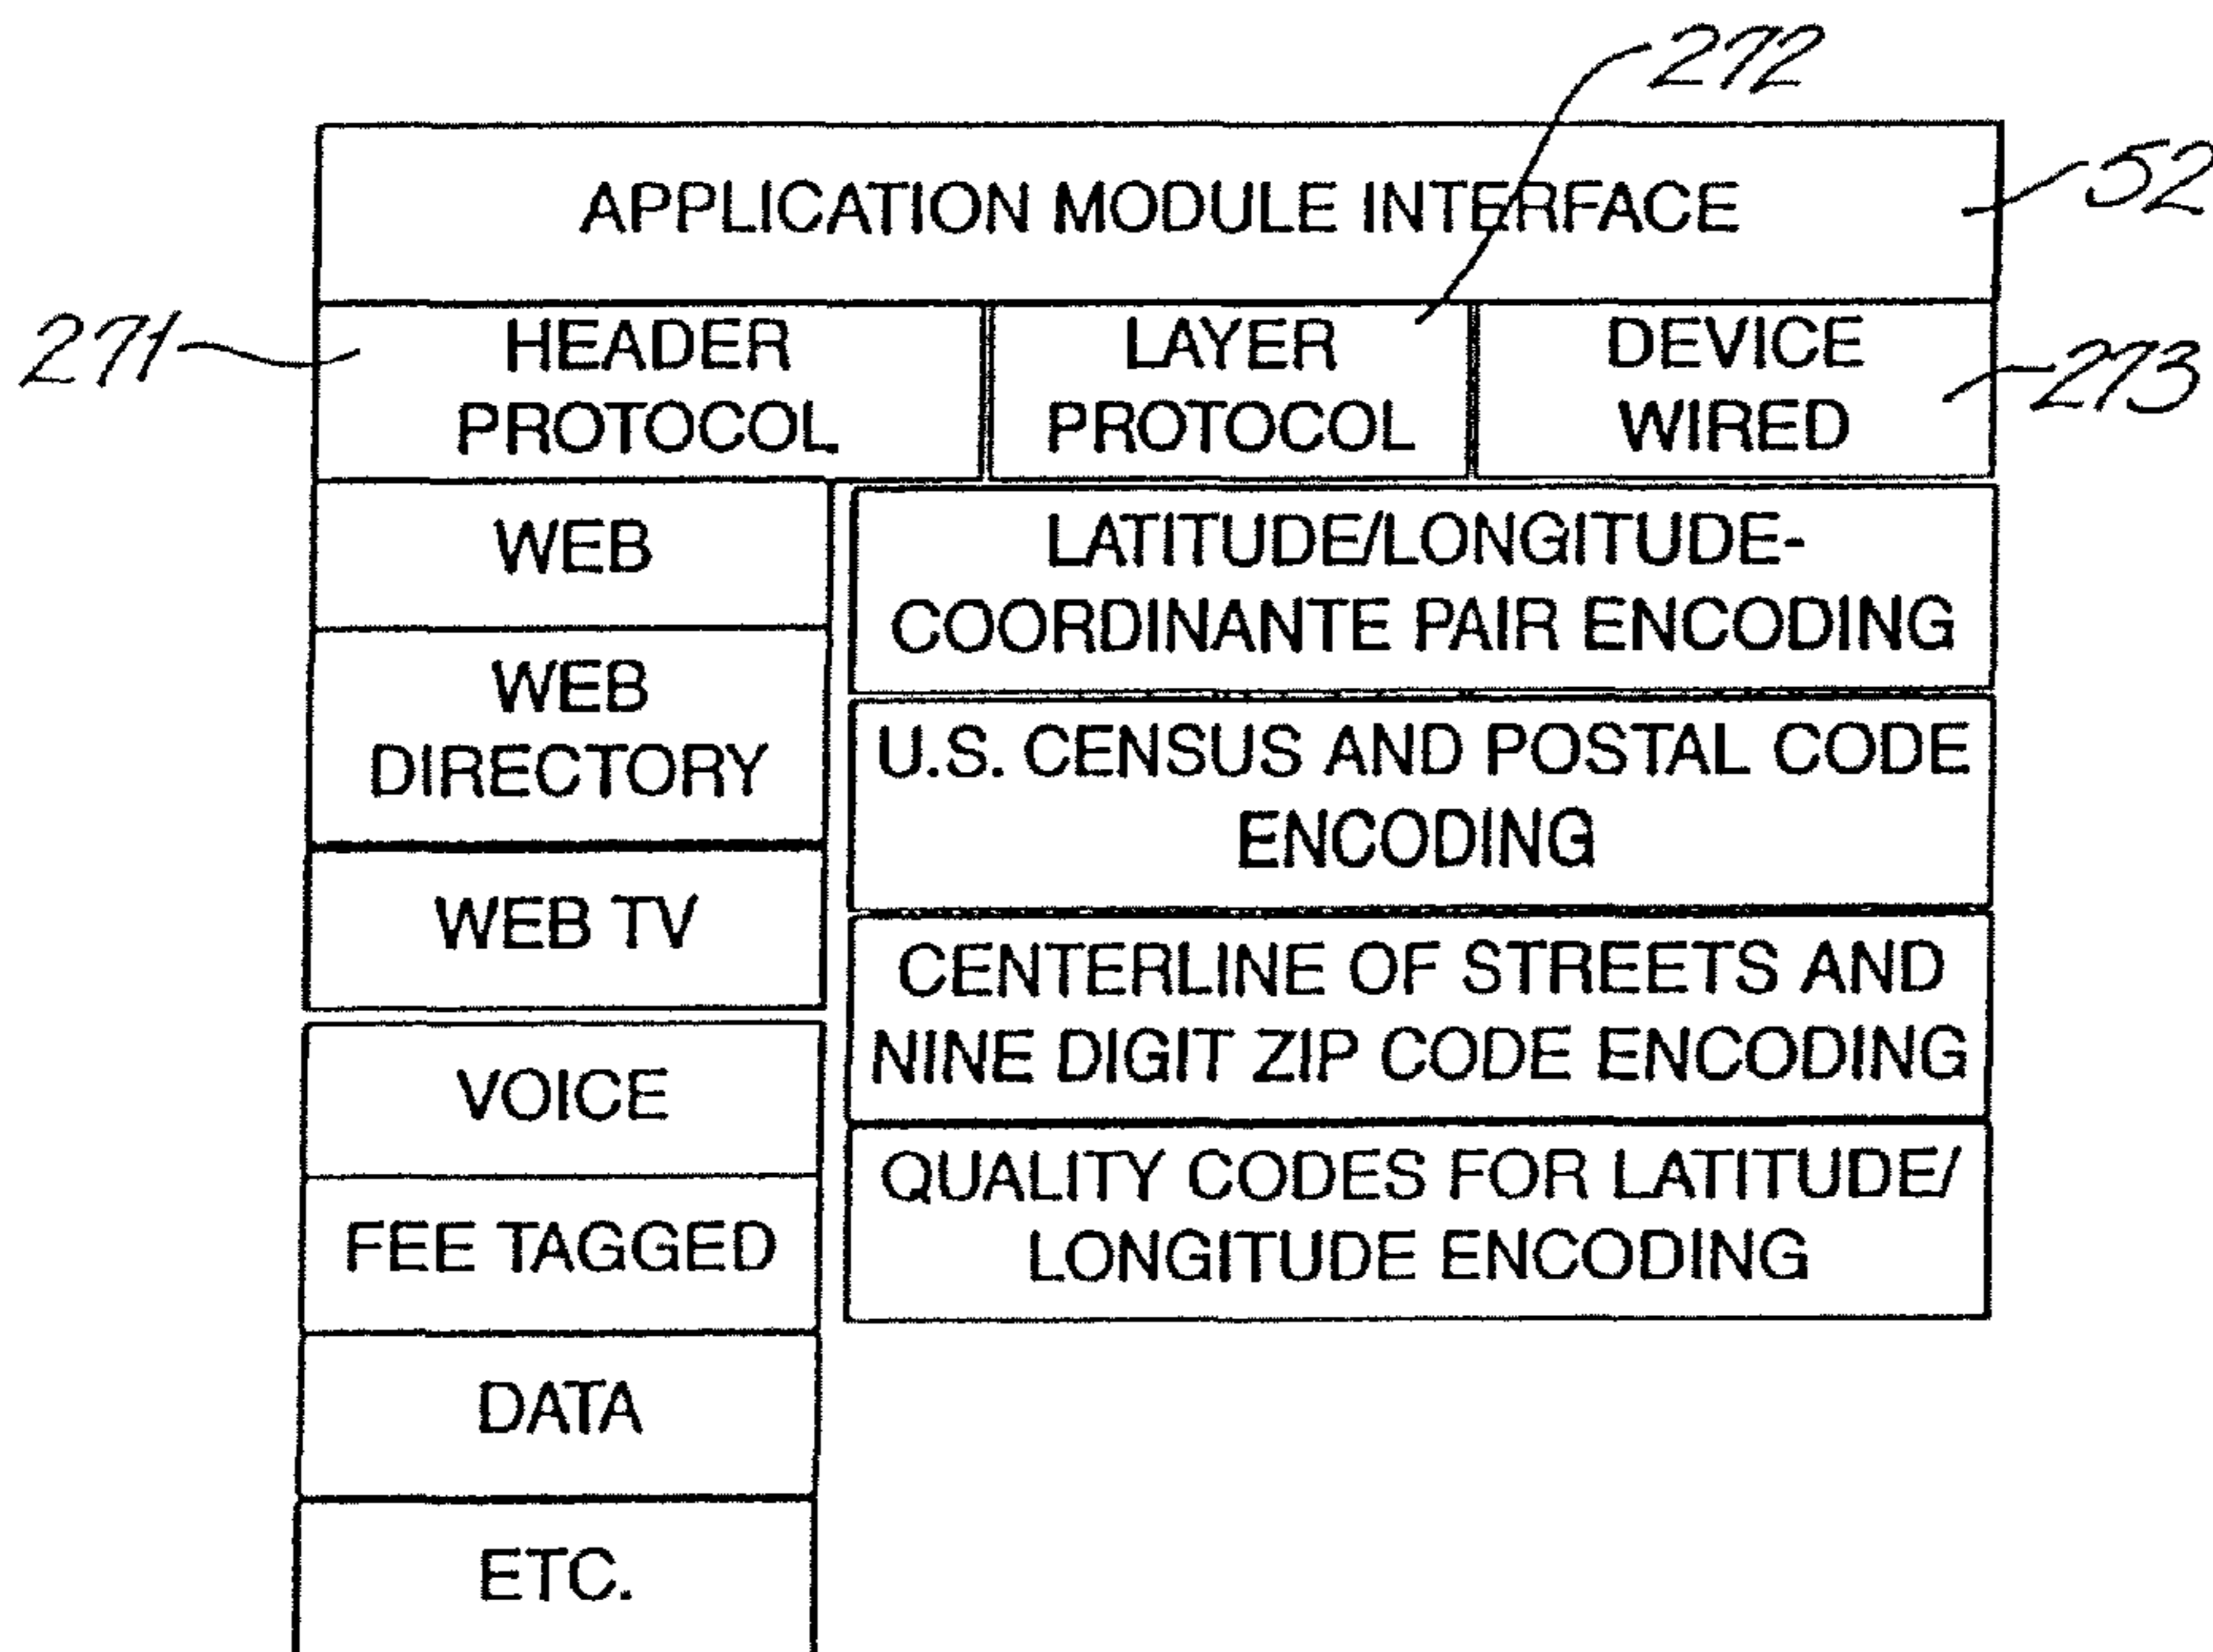 272
APPLICATION MODULE INTERFACE
52
271
HEADER
PROTOCOL
LAYER
PROTOCOL
DEVICE
WIRED
273
WEB
WEB
DIRECTORY
WEB TV
VOICE
FEE TAGGED
DATA
ETC.
LATITUDE/LONGITUDE-
COORDINANTE PAIR ENCODING
U.S. CENSUS AND POSTAL CODE
ENCODING
CENTERLINE OF STREETS AND
NINE DIGIT ZIP CODE ENCODING
QUALITY CODES FOR LATITUDE/
LONGITUDE ENCODING